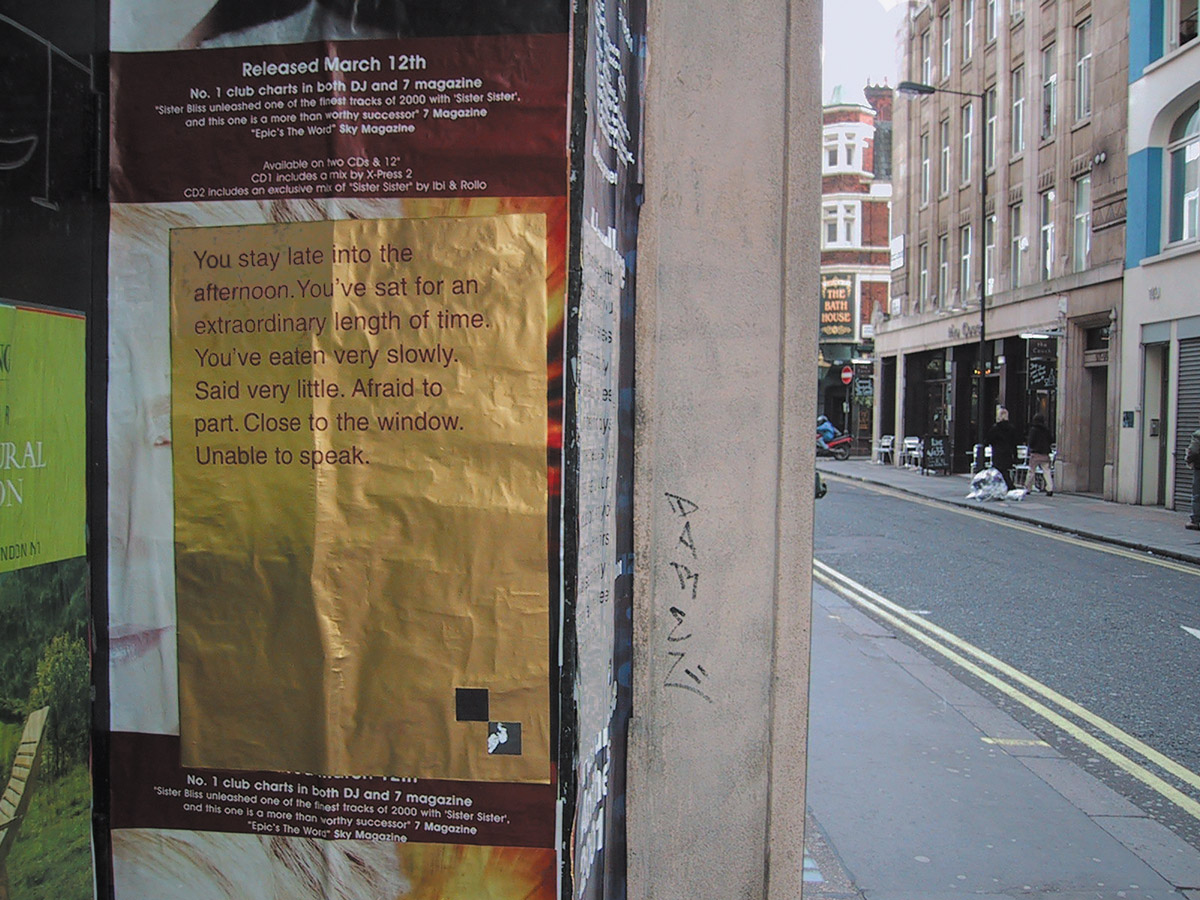 Released March 12th
No. 1 club charts in both DJ and 7 magazine
"Sister Bliss unleashed one of the finest tracks of 2000 with 'Sister Sister',
and this one is a more than worthy successor" 7 Magazine
"Epic's The Word" Sky Magazine
Available on two CDs & 12"
CD1 includes a mix by X-Press 2
CD2 includes an exclusive mix of "Sister Sister" by Ibi & Rollo
You stay late into the
afternoon. You've sat for an
extraordinary length of time.
You've eaten very slowly.
Said very little. Afraid to
part. Close to the window.
Unable to speak.
March 12th
No. 1 club charts in both DJ and 7 magazine
"Sister Bliss unleashed one of the finest tracks of 2000 with 'Sister Sister',
and this one is a more than worthy successor" 7 Magazine
"Epic's The Word" Sky Magazine
URAL
ON
NDON N1
THE
BATH
HOUSE